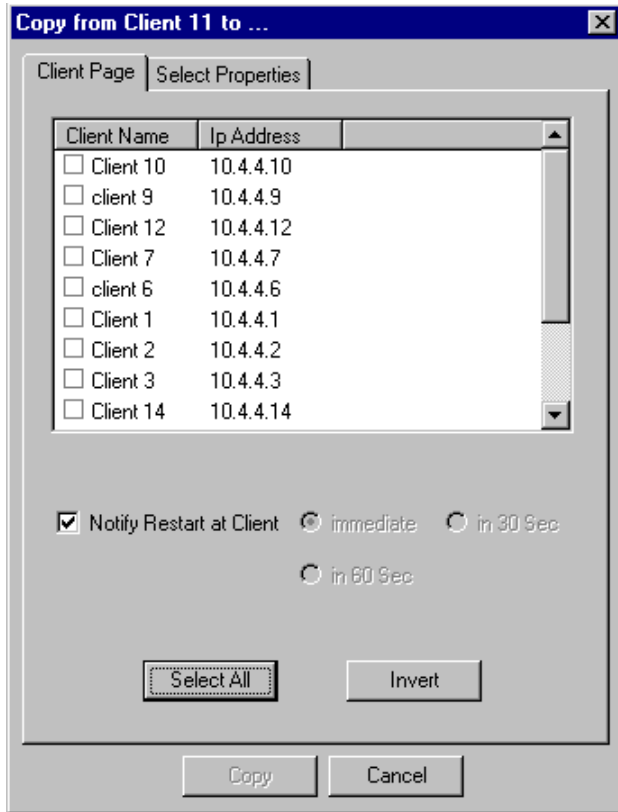 Copy from Client 11 to ...
Client Page Select Properties
Client Name Ip Address
Client 10 10.4.4.10
client 9 10.4.4.9
Client 12 10.4.4.12
Client 7 10.4.4.7
client 6 10.4.4.6
Client 1 10.4.4.1
Client 2 10.4.4.2
Client 3 10.4.4.3
Client 14 10.4.4.14
Notify Restart at Client immediate in 30 Sec
in 60 Sec
Select All Invert
Copy Cancel